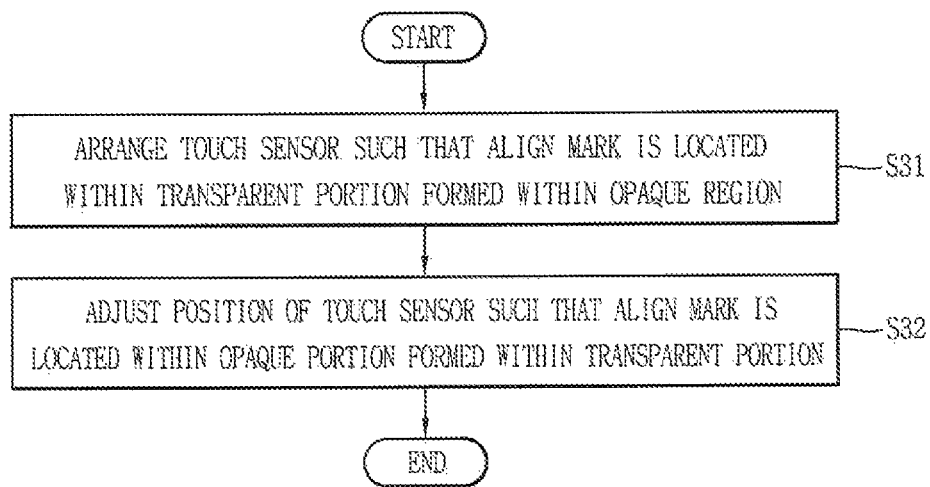 START
ARRANGE TOUCH SENSOR SUCH THAT ALIGN MARK IS LOCATED
WITHIN TRANSPARENT PORTION FORMED WITHIN OPAQUE REGION
S31
ADJUST POSITION OF TOUCH SENSOR SUCH THAT ALIGN MARK IS
LOCATED WITHIN OPAQUE PORTION FORMED WITHIN TRANSPARENT PORTION
S32
END